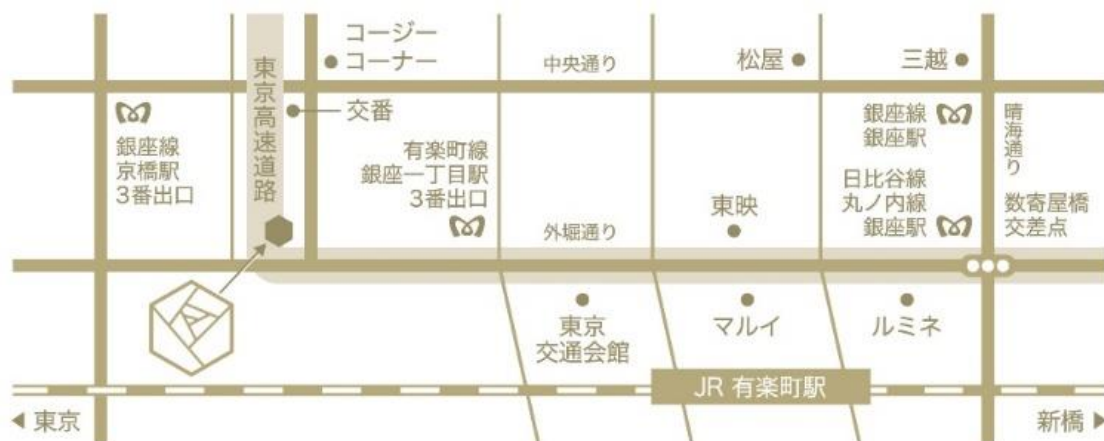 コージー
コーナー
中央通り
松屋
三越
東京高速道路
交番
銀座線
京橋駅
3番出口
有楽町線
銀座一丁目駅
3番出口
銀座線
銀座駅
晴海通り
日比谷線
丸ノ内線
銀座駅
数寄屋橋
交差点
東映
外堀通り
東京
交通会館
マルイ
ルミネ
JR 有楽町駅
◀ 東京
新橋 ▶